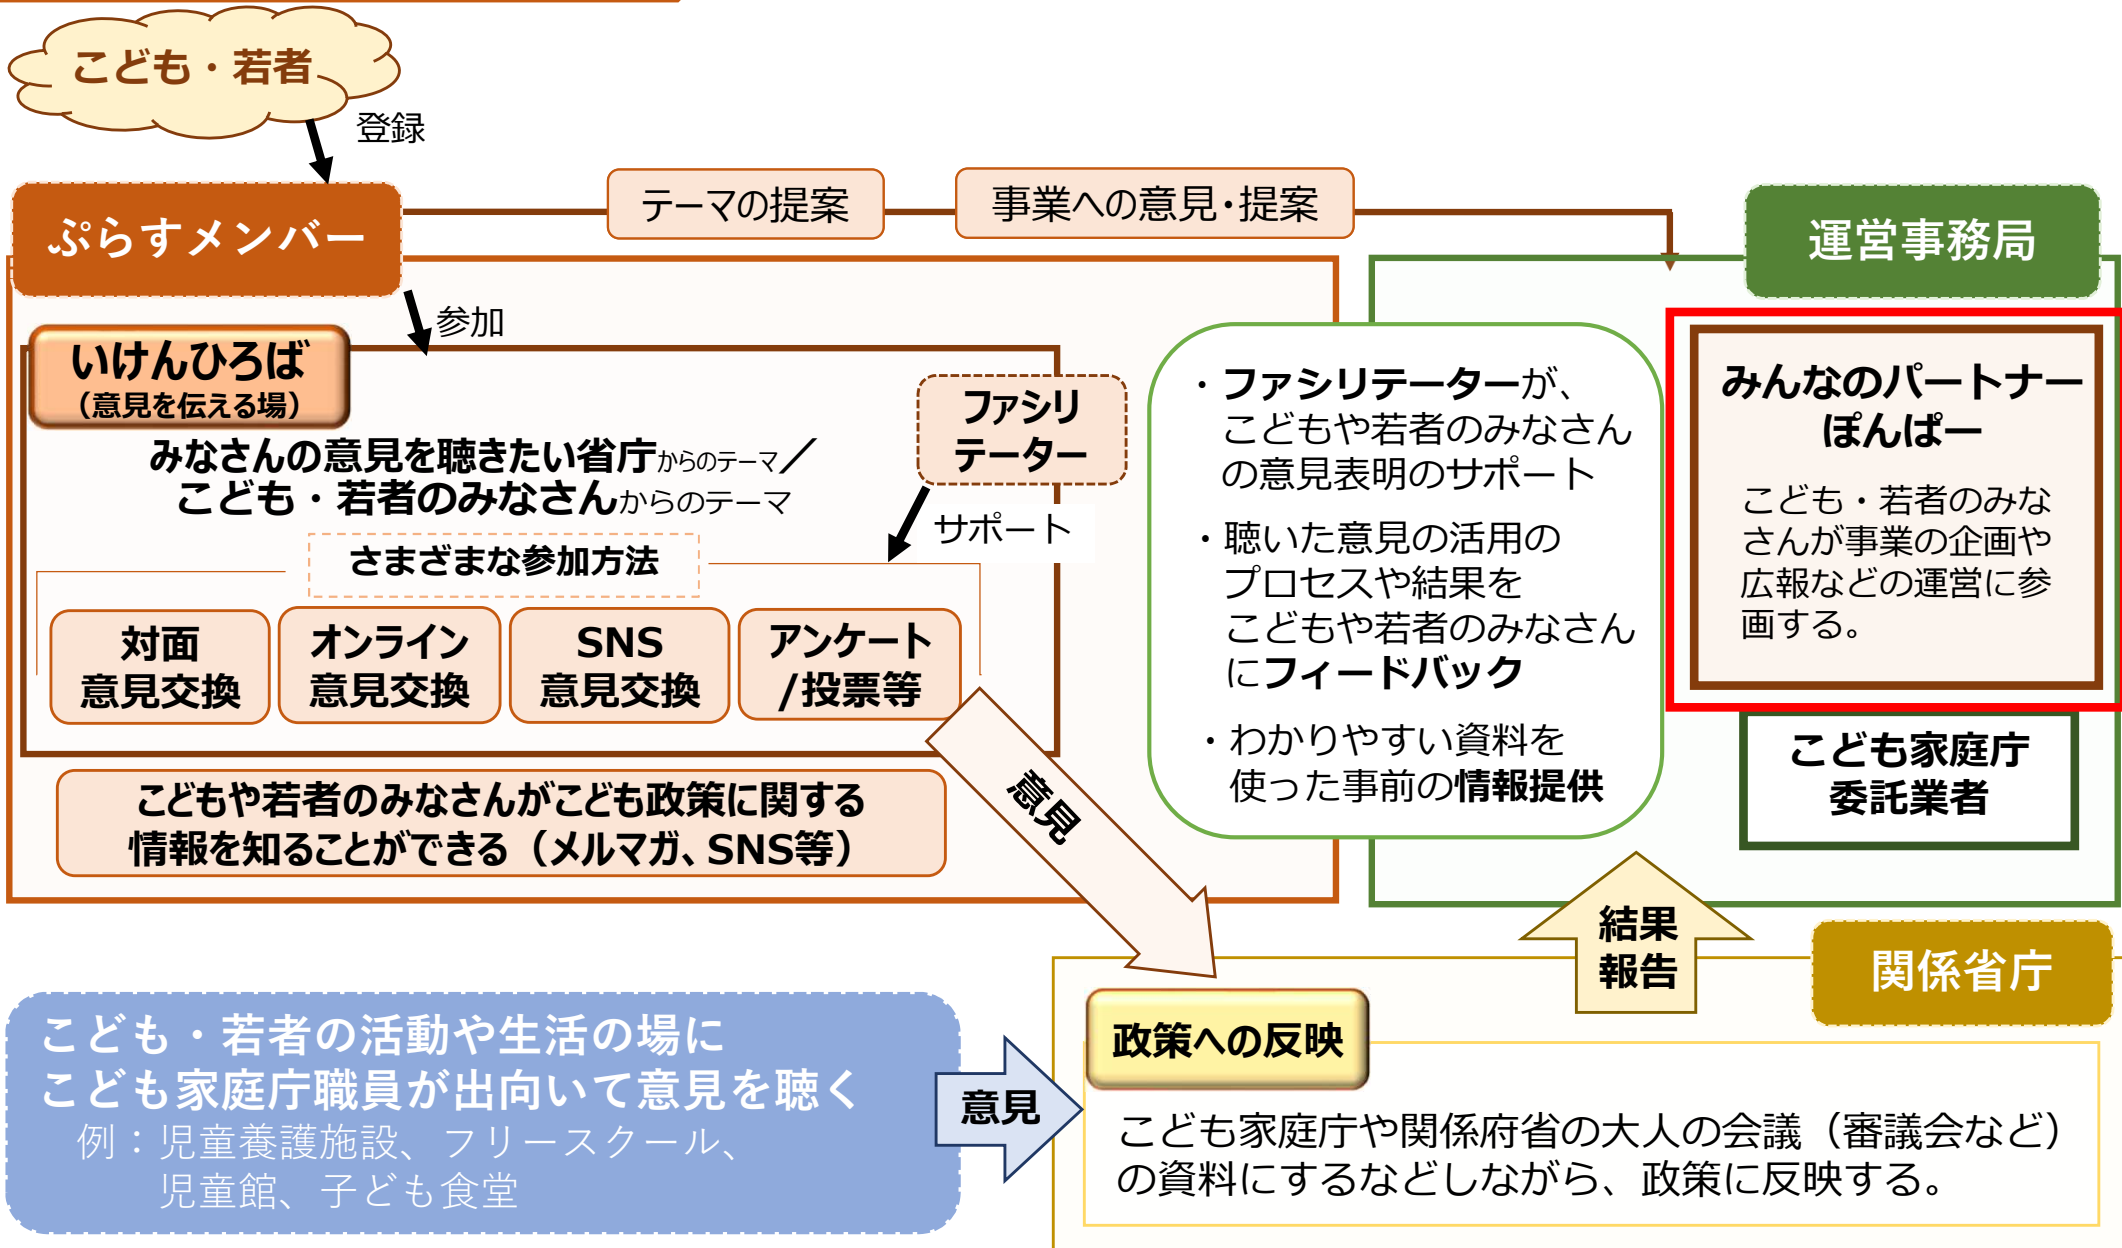 こども・若者
登録
ぷらすメンバー
テーマの提案
事業への意見・提案
運営事務局
参加
いけんひろば
（意見を伝える場）
みなさんの意見を聴きたい省庁からのテーマ／
こども・若者のみなさんからのテーマ
ファシリ
テーター
サポート
さまざまな参加方法
対面
意見交換
オンライン
意見交換
SNS
意見交換
アンケート
/投票等
こどもや若者のみなさんがこども政策に関する
情報を知ることができる（メルマガ、SNS等）
意見
・ファシリテーターが、
こどもや若者のみなさん
の意見表明のサポート
・聴いた意見の活用の
プロセスや結果を
こどもや若者のみなさん
にフィードバック
・わかりやすい資料を
使った事前の情報提供
みんなのパートナー
ぽんぱー
こども・若者のみな
さんが事業の企画や
広報などの運営に参
画する。
こども家庭庁
委託業者
結果
報告
関係省庁
こども・若者の活動や生活の場に
こども家庭庁職員が出向いて意見を聴く
例：児童養護施設、フリースクール、
児童館、子ども食堂
意見
政策への反映
こども家庭庁や関係府省の大人の会議（審議会など）
の資料にするなどしながら、政策に反映する。